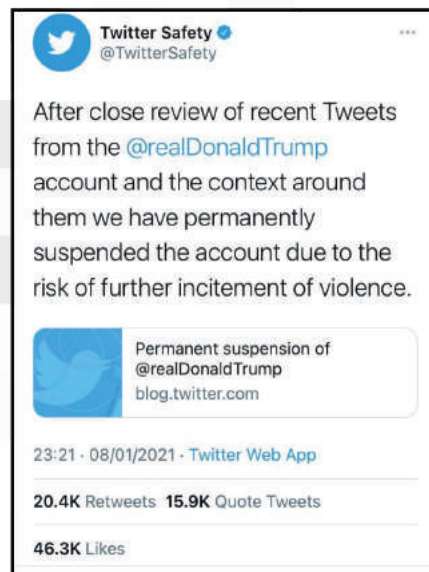 Twitter Safety
@TwitterSafety
After close review of recent Tweets
from the @realDonaldTrump
account and the context around
them we have permanently
suspended the account due to the
risk of further incitement of violence.
Permanent suspension of
@realDonaldTrump
blog.twitter.com
23:21 · 08/01/2021 · Twitter Web App
20.4K Retweets 15.9K Quote Tweets
46.3K Likes